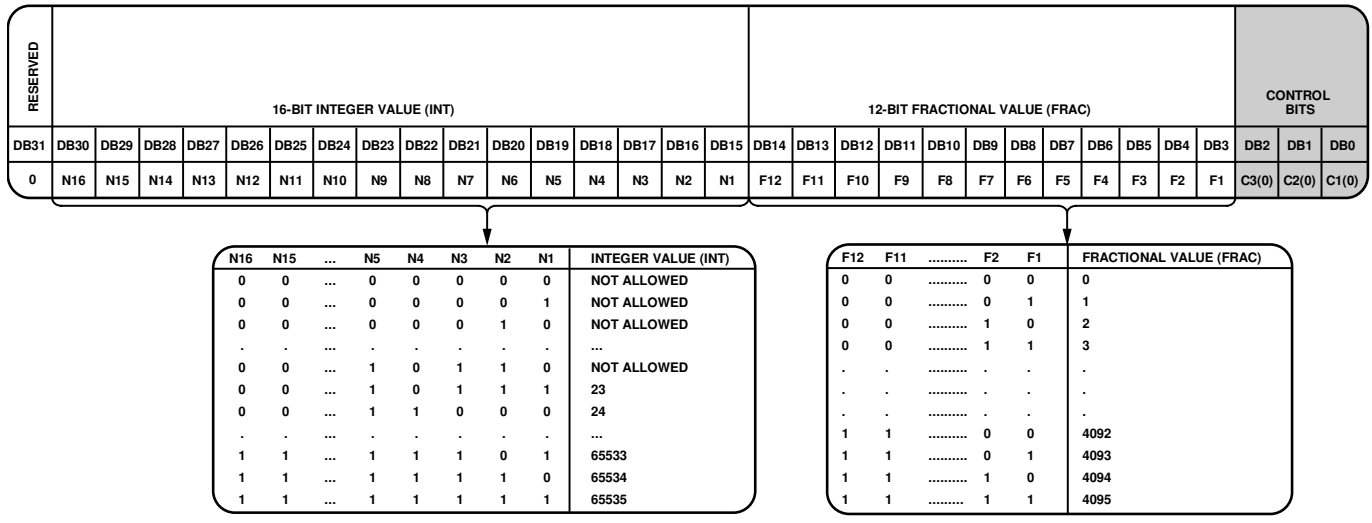 RESERVED
16-BIT INTEGER VALUE (INT)
12-BIT FRACTIONAL VALUE (FRAC)
CONTROL
BITS
DB31 DB30 DB29 DB28 DB27 DB26 DB25 DB24 DB23 DB22 DB21 DB20 DB19 DB18 DB17 DB16 DB15 DB14 DB13 DB12 DB11 DB10 DB9 DB8 DB7 DB6 DB5 DB4 DB3 DB2 DB1 DB0
0 N16 N15 N14 N13 N12 N11 N10 N9 N8 N7 N6 N5 N4 N3 N2 N1 F12 F11 F10 F9 F8 F7 F6 F5 F4 F3 F2 F1 C3(0) C2(0) C1(0)
N16 N15 ... N5 N4 N3 N2 N1 INTEGER VALUE (INT)
0 0 ... 0 0 0 0 0 NOT ALLOWED
0 0 ... 0 0 0 0 1 NOT ALLOWED
0 0 ... 0 0 0 1 0 NOT ALLOWED
. . ... . . . . . ...
0 0 ... 1 0 1 1 0 NOT ALLOWED
0 0 ... 1 0 1 1 1 23
0 0 ... 1 1 0 0 0 24
. . ... . . . . . ...
1 1 ... 1 1 1 0 1 65533
1 1 ... 1 1 1 1 0 65534
1 1 ... 1 1 1 1 1 65535
F12 F11 .......... F2 F1 FRACTIONAL VALUE (FRAC)
0 0 .......... 0 0 0
0 0 .......... 0 1 1
0 0 .......... 1 0 2
0 0 .......... 1 1 3
. . .......... . . .
. . .......... . . .
. . .......... . . .
1 1 .......... 0 0 4092
1 1 .......... 0 1 4093
1 1 .......... 1 0 4094
1 1 ......... 1 1 4095